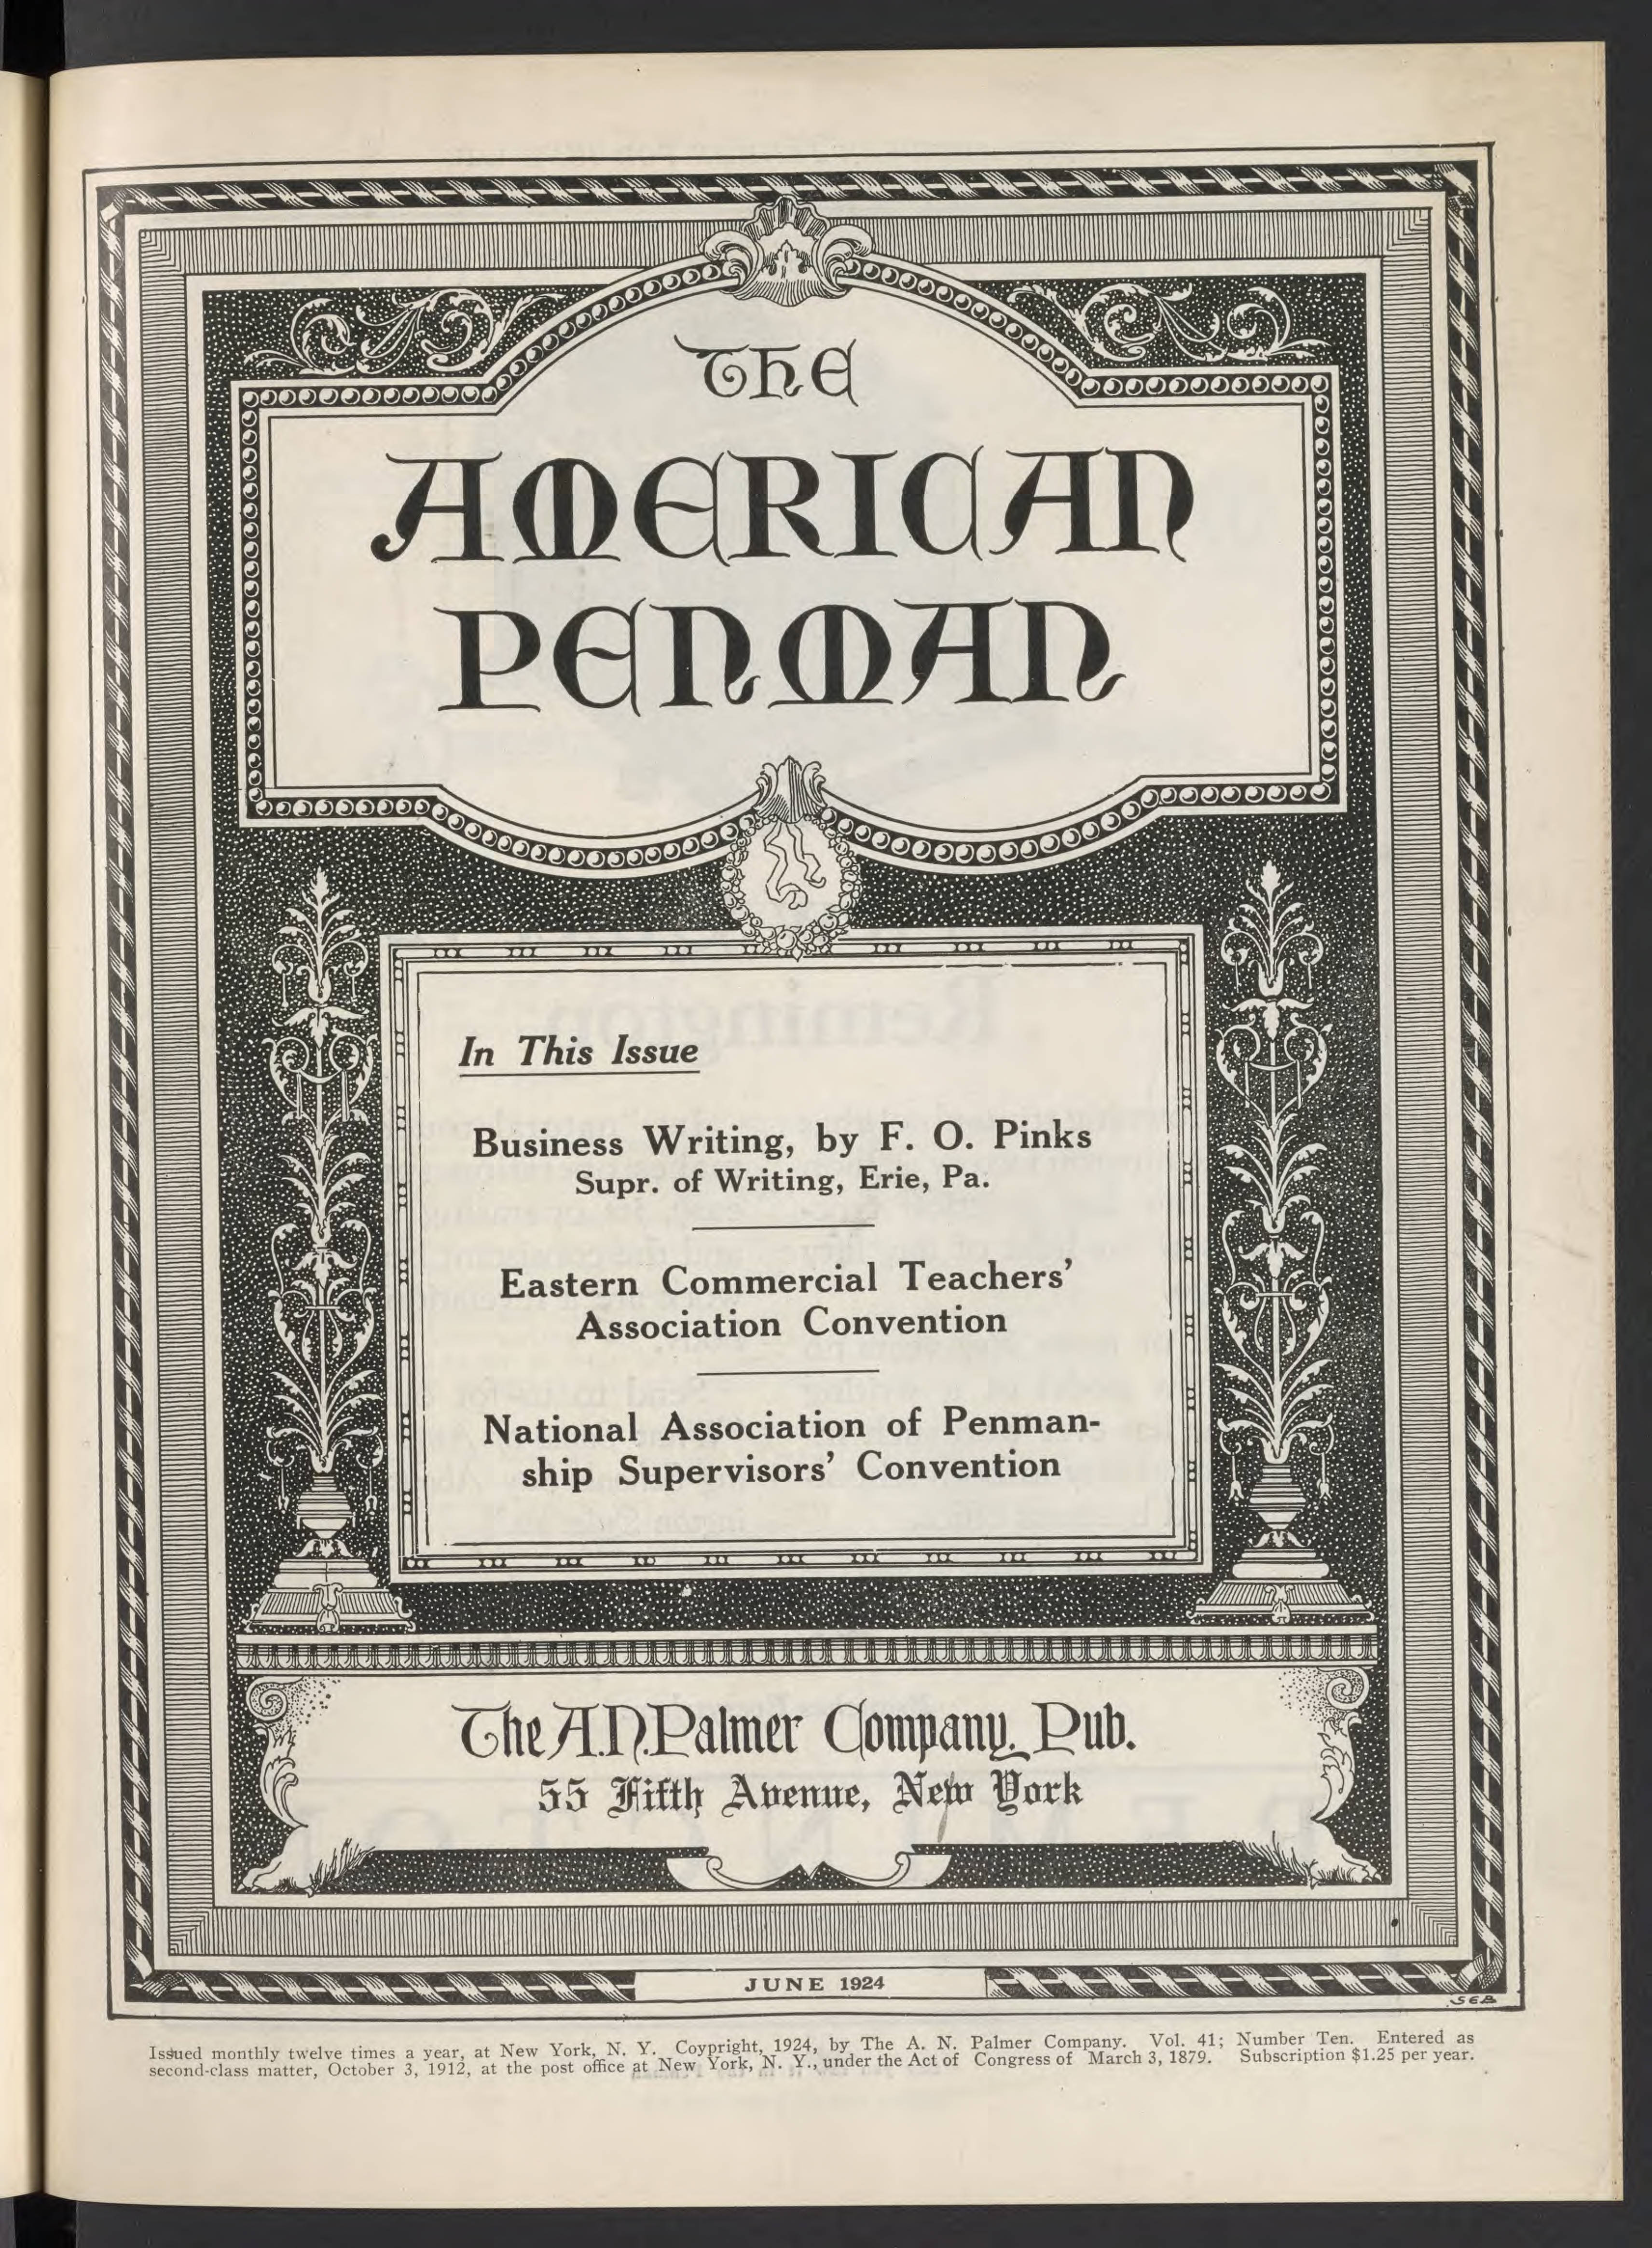 THE
AMERICAN
PENMAN
In This Issue
Business Writing, by F. O. Pinks
Supr. of Writing, Erie, Pa.
Eastern Commercial Teachers'
Association Convention
National Association of Penman-
ship Supervisors' Convention
The A.N. Palmer Company. Pub.
55 Fifth Avenue, New York
JUNE 1924
SEB
Issued monthly twelve times a year, at New York, N. Y. Coypright, 1924, by The A. N. Palmer Company. Vol. 41; Number Ten. Entered as
second-class matter, October 3, 1912, at the post office at New York, N. Y., under the Act of Congress of March 3, 1879. Subscription $1.25 per year.